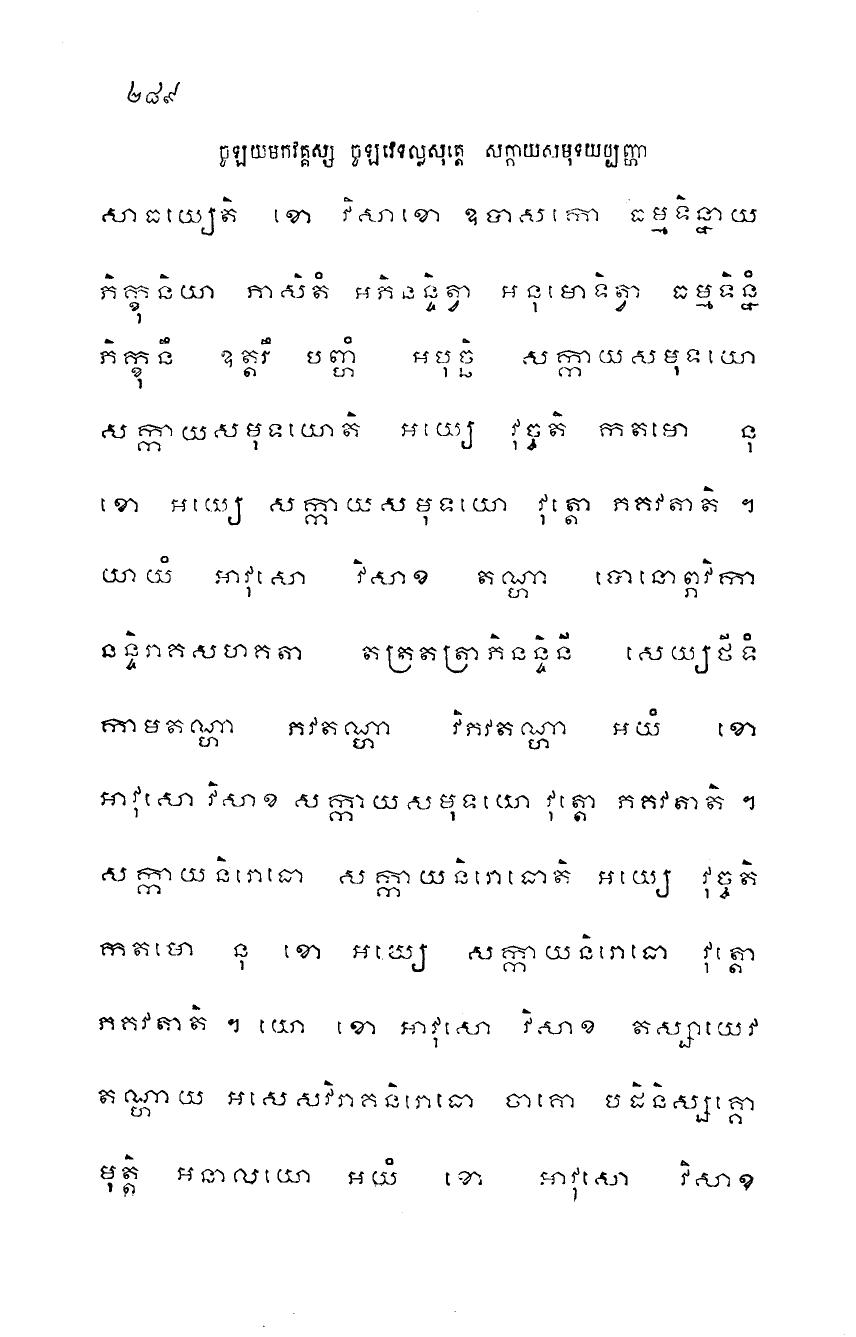 ២៨៩
ចូឡយមកវគ្គស្ស ចូឡវេទល្លសុត្តេ សក្កាយសមុទយប្បញ្ញា
សាធយ្យេតិ ខោ វិសាខោ ឧបាសកោ ធម្មទិន្នាយ
ភិក្ខុនិយា ភាសិតំ អភិនន្ទិត្វា អនុមោទិត្វា ធម្មទិន្នំ
ភិក្ខុនឹ ឧត្តរឹ បញ្ហំ អបុច្ឆិ សក្កាយសមុទយោ
សក្កាយសមុទយោតិ អយ្យេ វុច្ចតិ កតមោ នុ
ខោ អយ្យេ សក្កាយសមុទយោ វុត្តោ ភគវតាតិ ។
យាយំ អាវុសោ វិសាខ តណ្ហា បោនោព្ភវិកា
នន្ទិរាគសហគតា តត្រតត្រាភិនន្ទិនី សេយ្យថីទំ
កាមតណ្ហា ភវតណ្ហា វិភវតណ្ហា អយំ ខោ
អាវុសោ វិសាខ សក្កាយសមុទយោ វុត្តោ ភគវតាតិ ។
សក្កាយនិរោធោ សក្កាយនិរោធោតិ អយ្យេ វុច្ចតិ
កតមោ នុ ខោ អយ្យេ សក្កាយនិរោធោ វុត្តោ
ភគវតាតិ ។ យោ ខោ អាវុសោ វិសាខ តស្សាយេវ
តណ្ហាយ អសេសវិរាគនិរោធោ ចាគោ បដិនិស្សគ្គោ
មុត្តិ អនាលយោ អយំ ខោ អាវុសោ វិសាខ